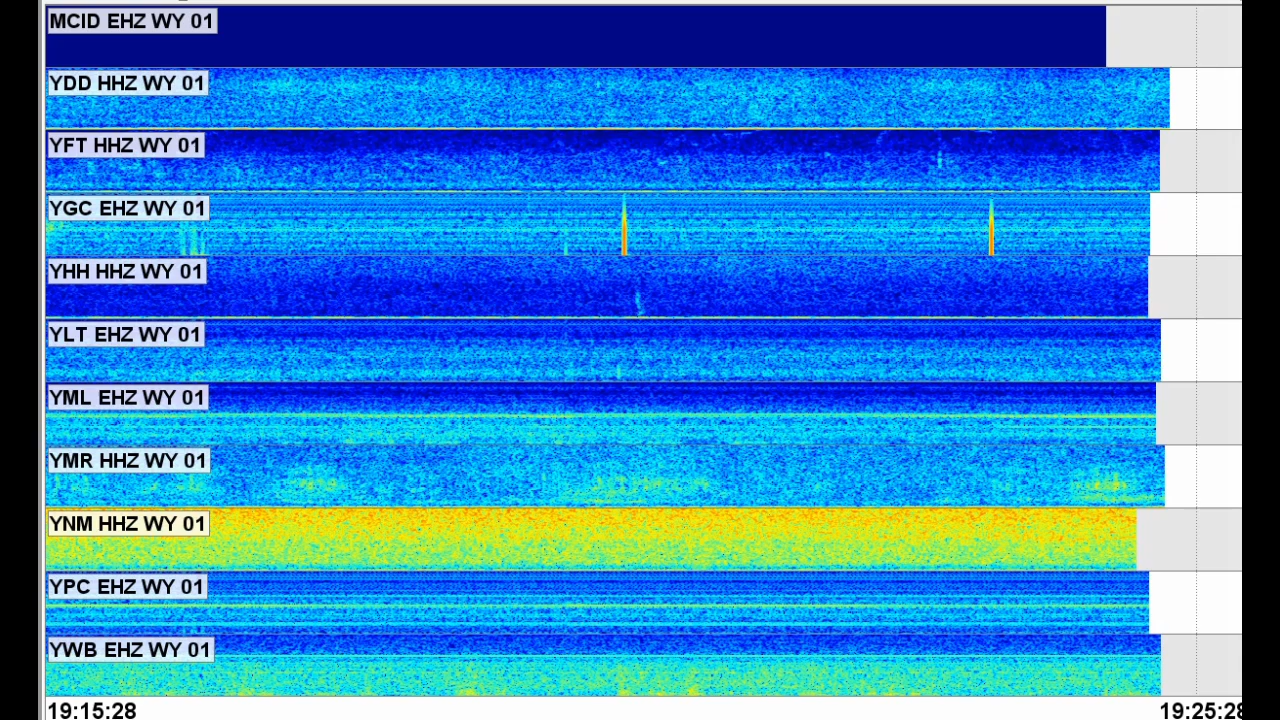 MCID EHZ WY 01
YDD HHZ WY 01
YFT HHZ WY 01
YGC EHZ WY 01
YHH HHZ WY 01
YLT EHZ WY 01
YML EHZ WY 01
YMR HHZ WY 01
YNM HHZ WY 01
YPC EHZ WY 01
YWB EHZ WY 01
19:15:28 19:25:28